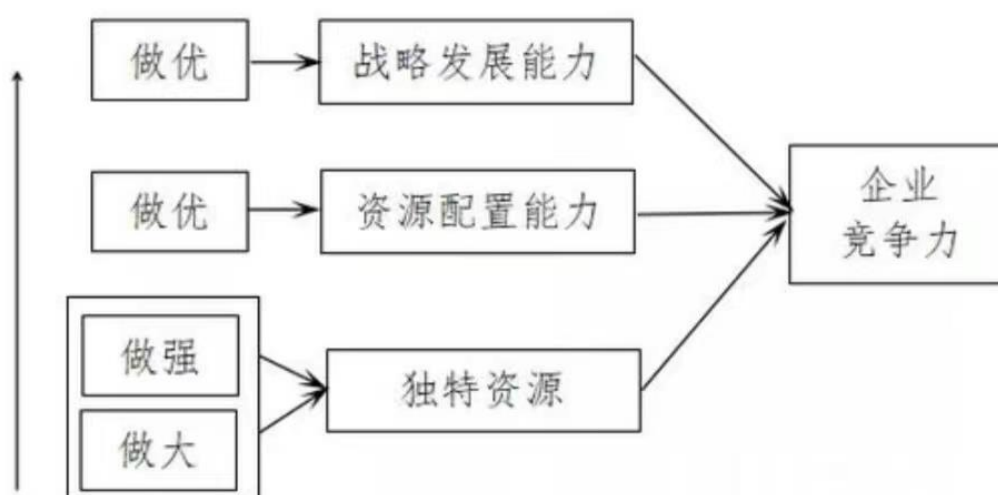 做优
战略发展能力
做优
资源配置能力
企业
竞争力
做强
独特资源
做大